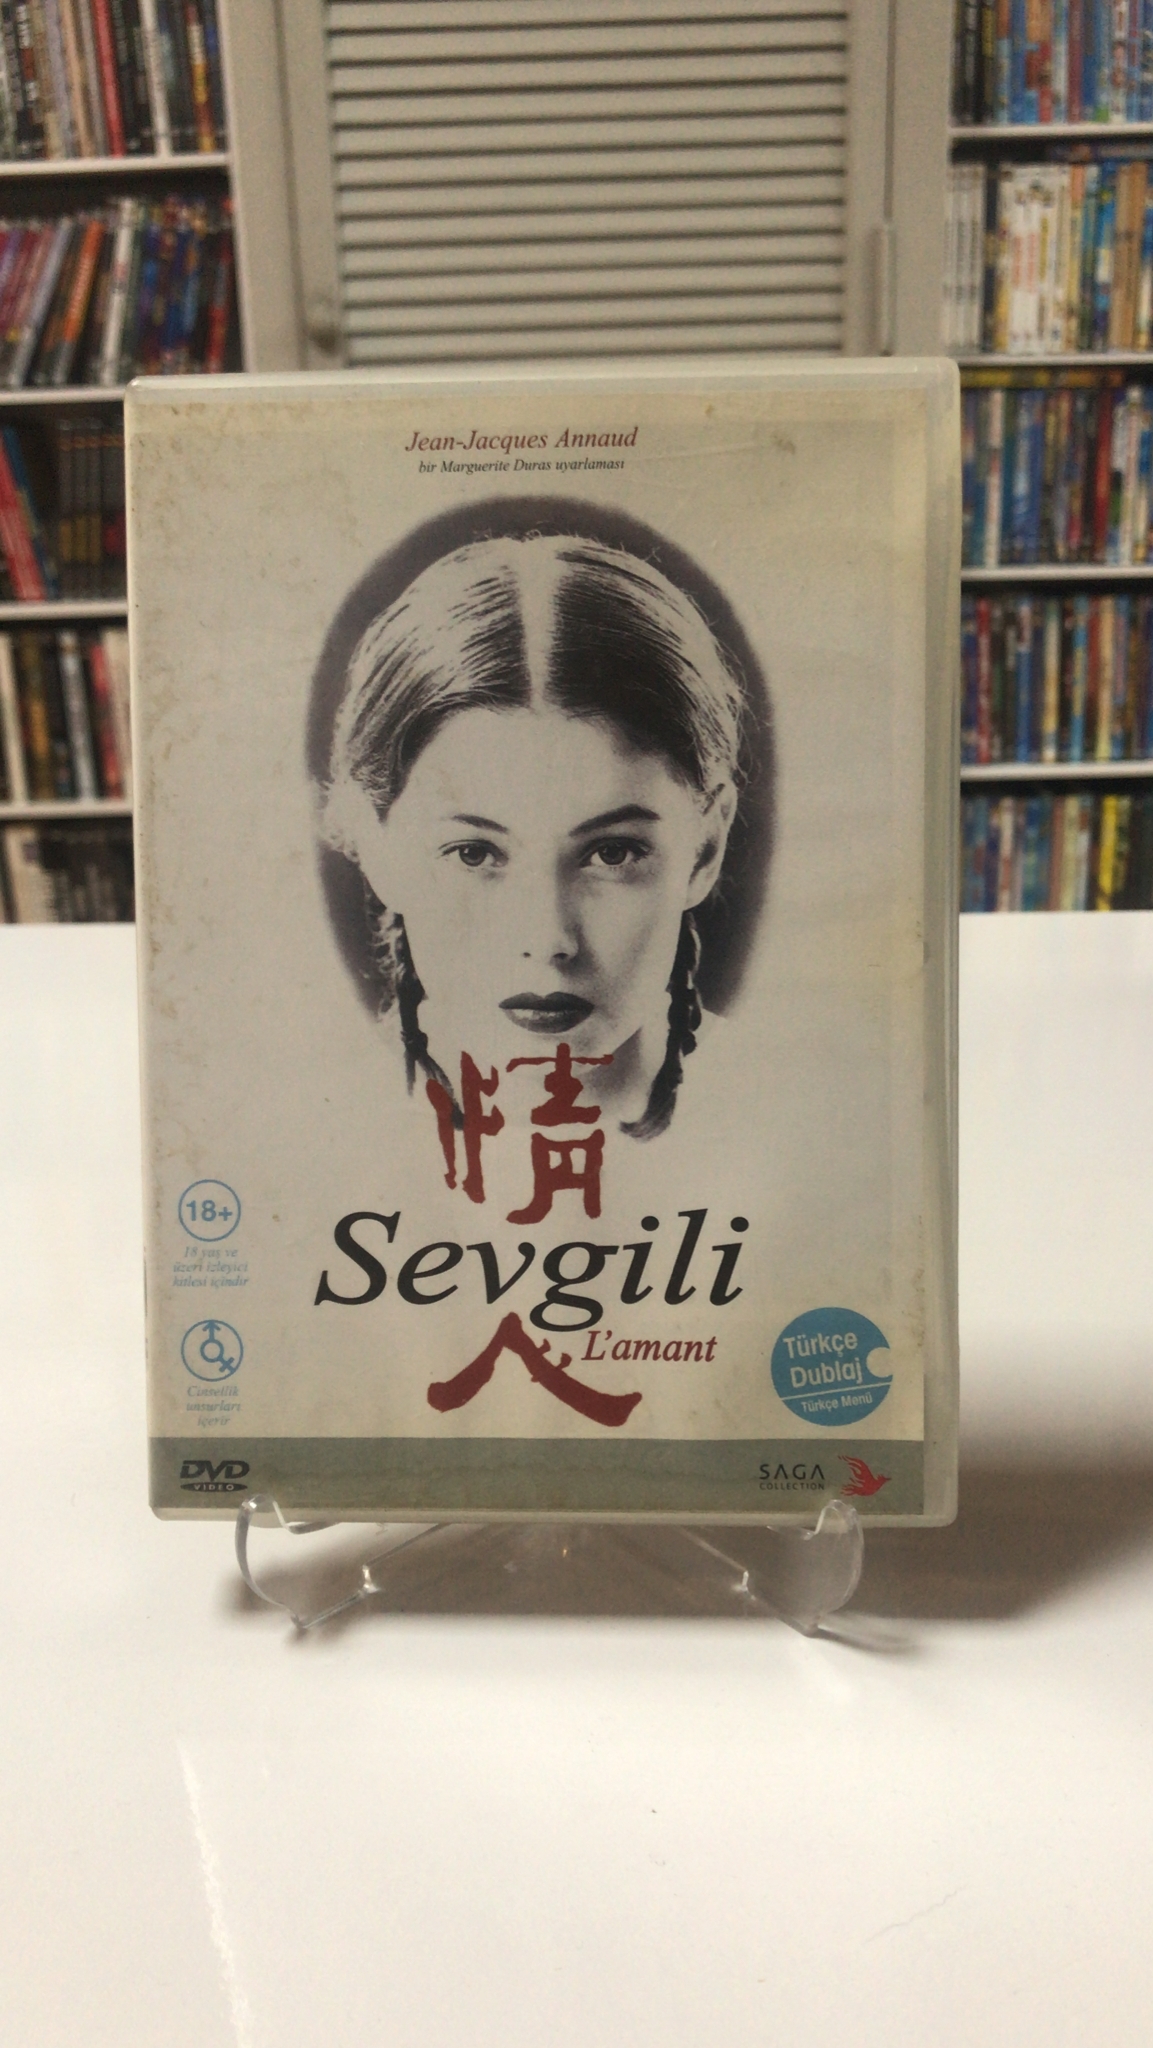 Jean-Jacques Annaud
bir Marguerite Duras uyarlaması
情
Sevgili
人
L'amant
18+
18 yaş ve
üzeri izleyici
kitlesi içindir
Cinsellik
unsurları
içerir
Türkçe
Dublaj
Türkçe Menü
DVD
VIDEO
SAGA
COLLECTION